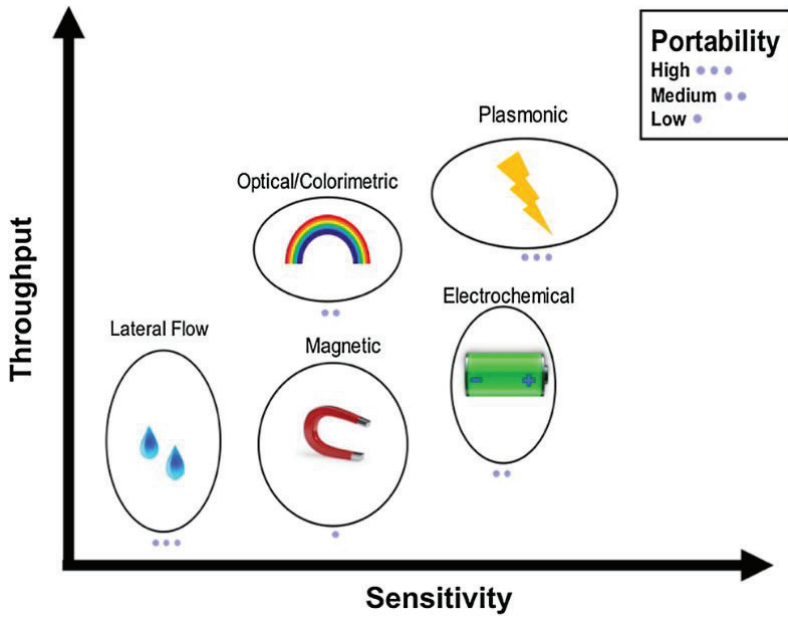 Portability
High
Medium
Low
Plasmonic
Optical/Colorimetric
Electrochemical
Lateral Flow
Magnetic
Throughput
Sensitivity